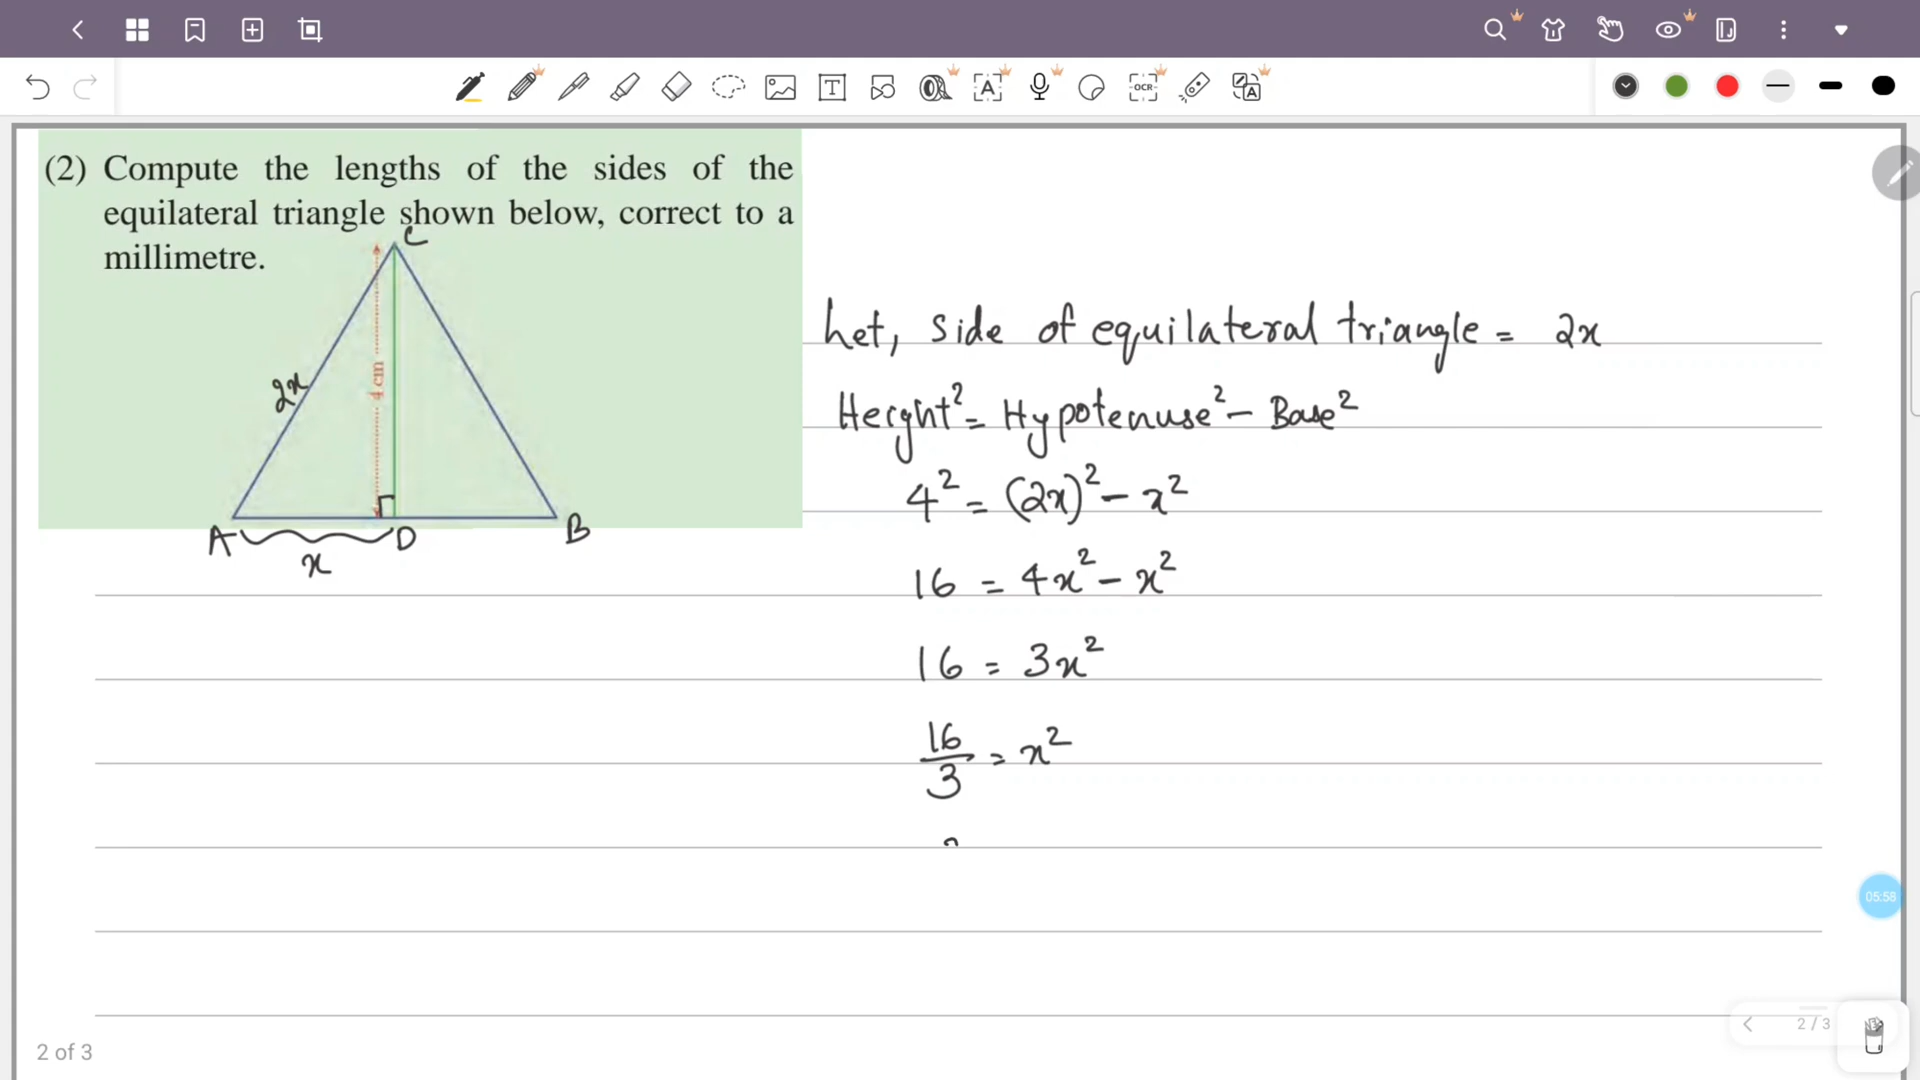 OCR
A
T
A
(2) Compute the lengths of the sides of the
equilateral triangle shown below, correct to a
millimetre.
C
2x
4 cm
A
D
B
x
Let, side of equilateral triangle = 2x
Height² = Hypotenuse² - Base²
4² = (2x)² - x²
16 = 4x² - x²
16 = 3x²
16/3 = x²
05:58
2 / 3
2 of 3